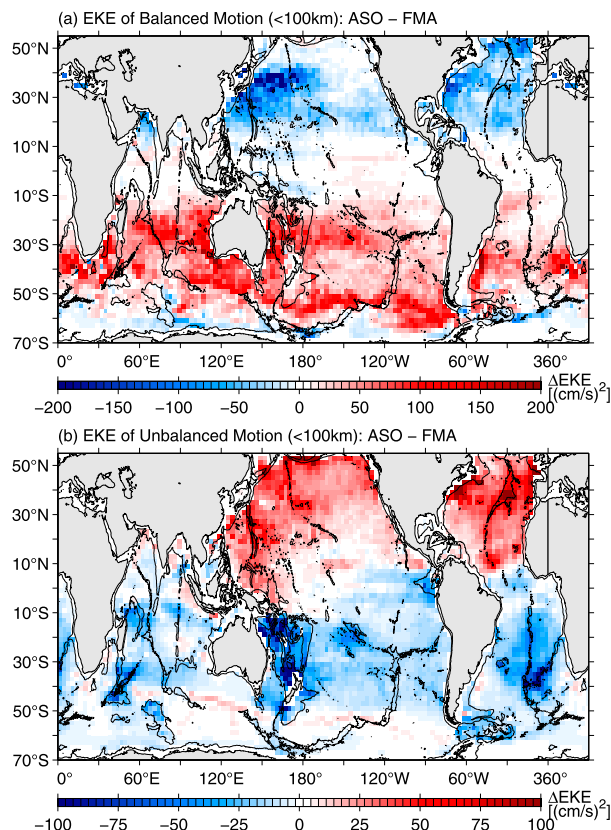 (a) EKE of Balanced Motion (<100km): ASO − FMA
50°N
30°N
10°N
10°S
30°S
50°S
70°S
0° 60°E 120°E 180° 120°W 60°W 360°
−200 −150 −100 −50 0 50 100 150 200
ΔEKE
[(cm/s)²]
(b) EKE of Unbalanced Motion (<100km): ASO − FMA
50°N
30°N
10°N
10°S
30°S
50°S
70°S
0° 60°E 120°E 180° 120°W 60°W 360°
−100 −75 −50 −25 0 25 50 75 100
ΔEKE
[(cm/s)²]